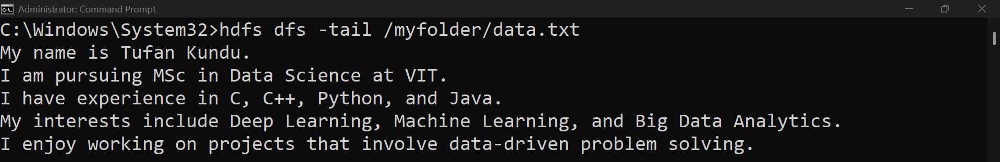 Administrator: Command Prompt
C:\Windows\System32>hdfs dfs -tail /myfolder/data.txt
My name is Tufan Kundu.
I am pursuing MSc in Data Science at VIT.
I have experience in C, C++, Python, and Java.
My interests include Deep Learning, Machine Learning, and Big Data Analytics.
I enjoy working on projects that involve data-driven problem solving.